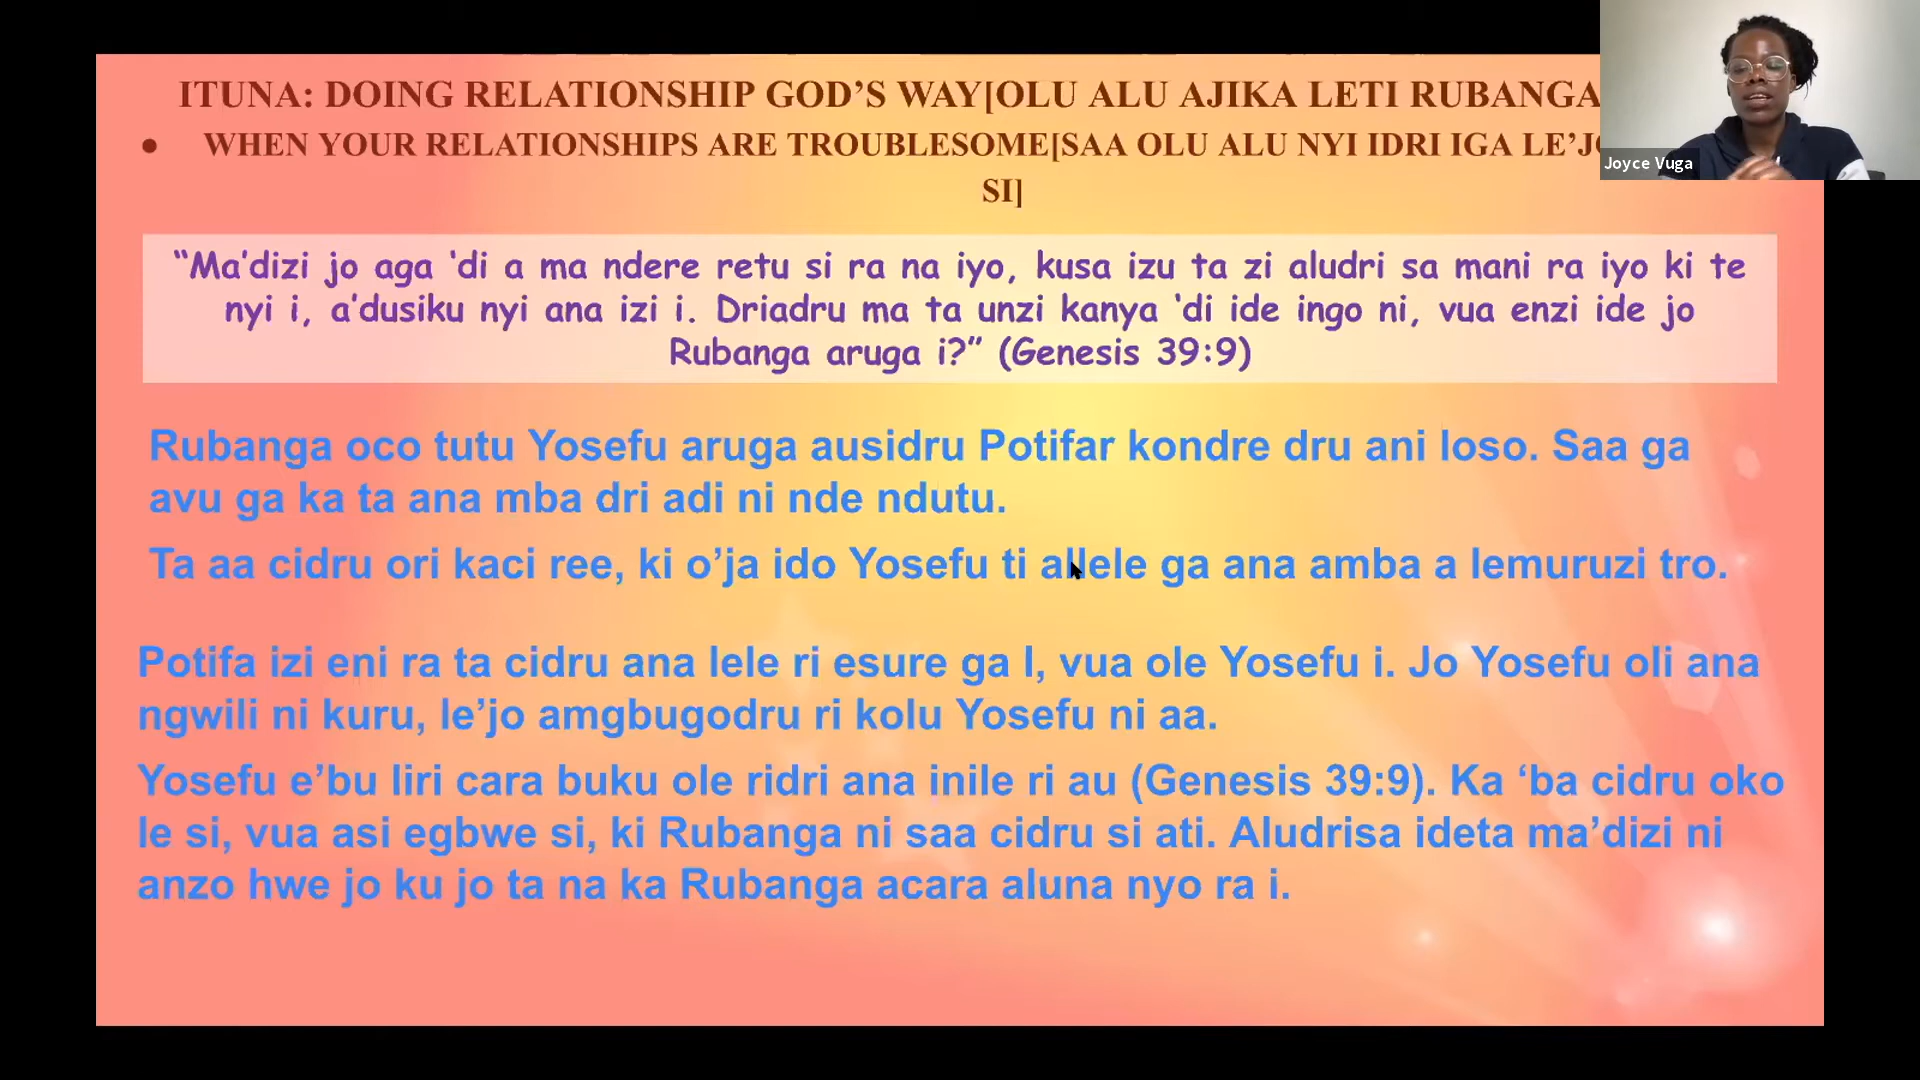 ITUNA: DOING RELATIONSHIP GOD’S WAY[OLU ALU AJIKA LETI RUBANGA
● WHEN YOUR RELATIONSHIPS ARE TROUBLESOME[SAA OLU ALU NYI IDRI IGA
SI]
Joyce Vuga
“Ma’dizi jo aga ‘di a ma ndere retu si ra na iyo, kusa izu ta zi aludri sa mani ra iyo ki te
nyi i, a’dusiku nyi ana izi i. Driadru ma ta unzi kanya ‘di ide ingo ni, vua enzi ide jo
Rubanga aruga i?” (Genesis 39:9)
Rubanga oco tutu Yosefu aruga ausidru Potifar kondre dru ani loso. Saa ga
avu ga ka ta ana mba dri adi ni nde ndutu.
Ta aa cidru ori kaci ree, ki o’ja ido Yosefu ti allele ga ana amba a lemuruzi tro.
Potifa izi eni ra ta cidru ana lele ri esure ga I, vua ole Yosefu i. Jo Yosefu oli ana
ngwili ni kuru, le’jo amgbugodru ri kolu Yosefu ni aa.
Yosefu e’bu liri cara buku ole ridri ana inile ri au (Genesis 39:9). Ka ‘ba cidru oko
le si, vua asi egbwe si, ki Rubanga ni saa cidru si ati. Aludrisa ideta ma’dizi ni
anzo hwe jo ku jo ta na ka Rubanga acara aluna nyo ra i.